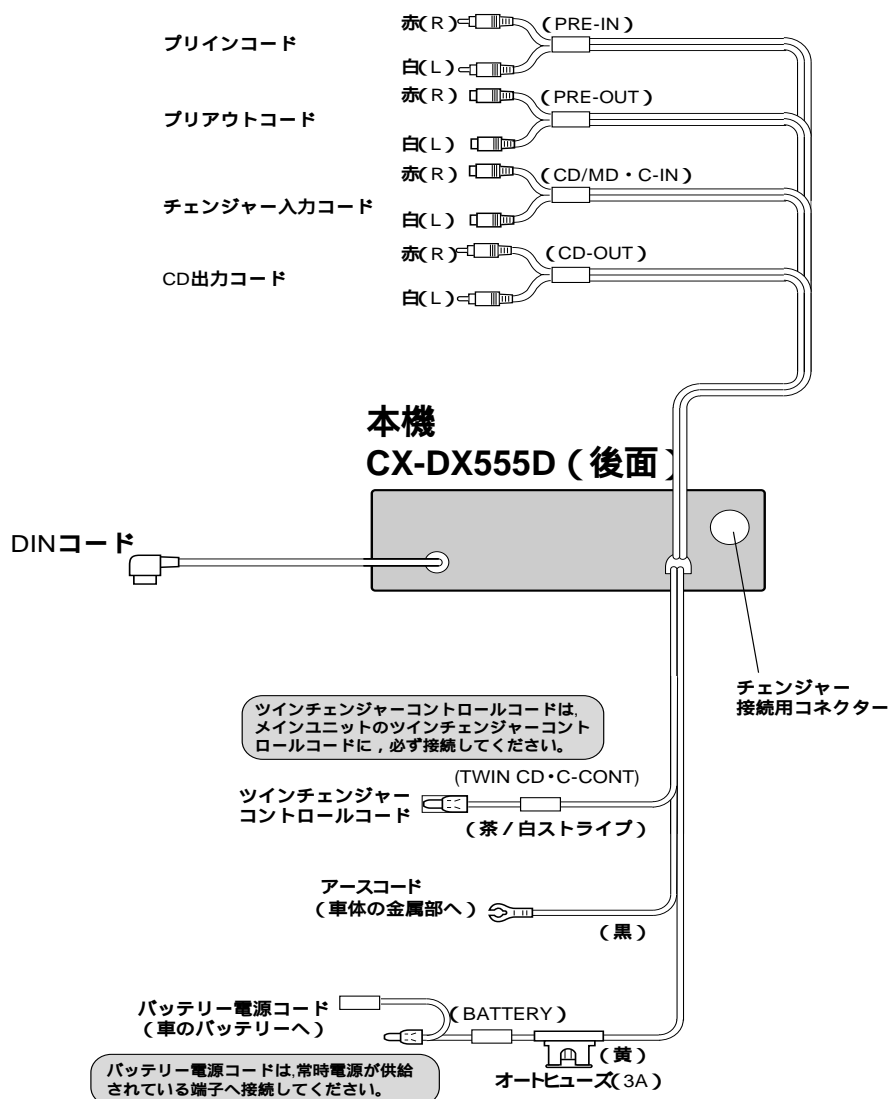 赤(R) (PRE-IN)
プリインコード
白(L)
赤(R) (PRE-OUT)
プリアウトコード
白(L)
赤(R) (CD/MD・C-IN)
チェンジャー入力コード
白(L)
赤(R) (CD-OUT)
CD出力コード
白(L)
本機
CX-DX555D(後面)
DINコード
チェンジャー
接続用コネクター
ツインチェンジャーコントロールコードは,
メインユニットのツインチェンジャーコント
ロールコードに,必ず接続してください。
(TWIN CD・C-CONT)
ツインチェンジャー
コントロールコード
(茶/白ストライプ)
アースコード
(車体の金属部へ)
(黒)
バッテリー電源コード
(車のバッテリーへ)
(BATTERY)
(黄)
オートヒューズ(3A)
バッテリー電源コードは,常時電源が供給
されている端子へ接続してください。